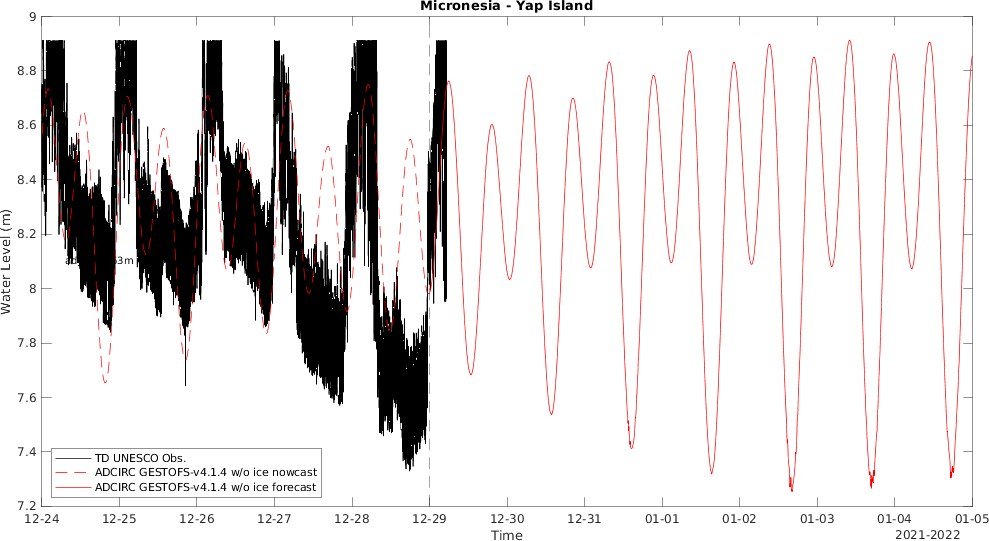 Micronesia - Yap Island
9
8.8
8.6
8.4
8.2
8
7.8
7.6
7.4
7.2
Water Level (m)
TD UNESCO Obs.
ADCIRC GESTOFS-v4.1.4 w/o ice nowcast
ADCIRC GESTOFS-v4.1.4 w/o ice forecast
12-24 12-25 12-26 12-27 12-28 12-29 12-30 12-31 01-01 01-02 01-03 01-04 01-05
Time
2021-2022